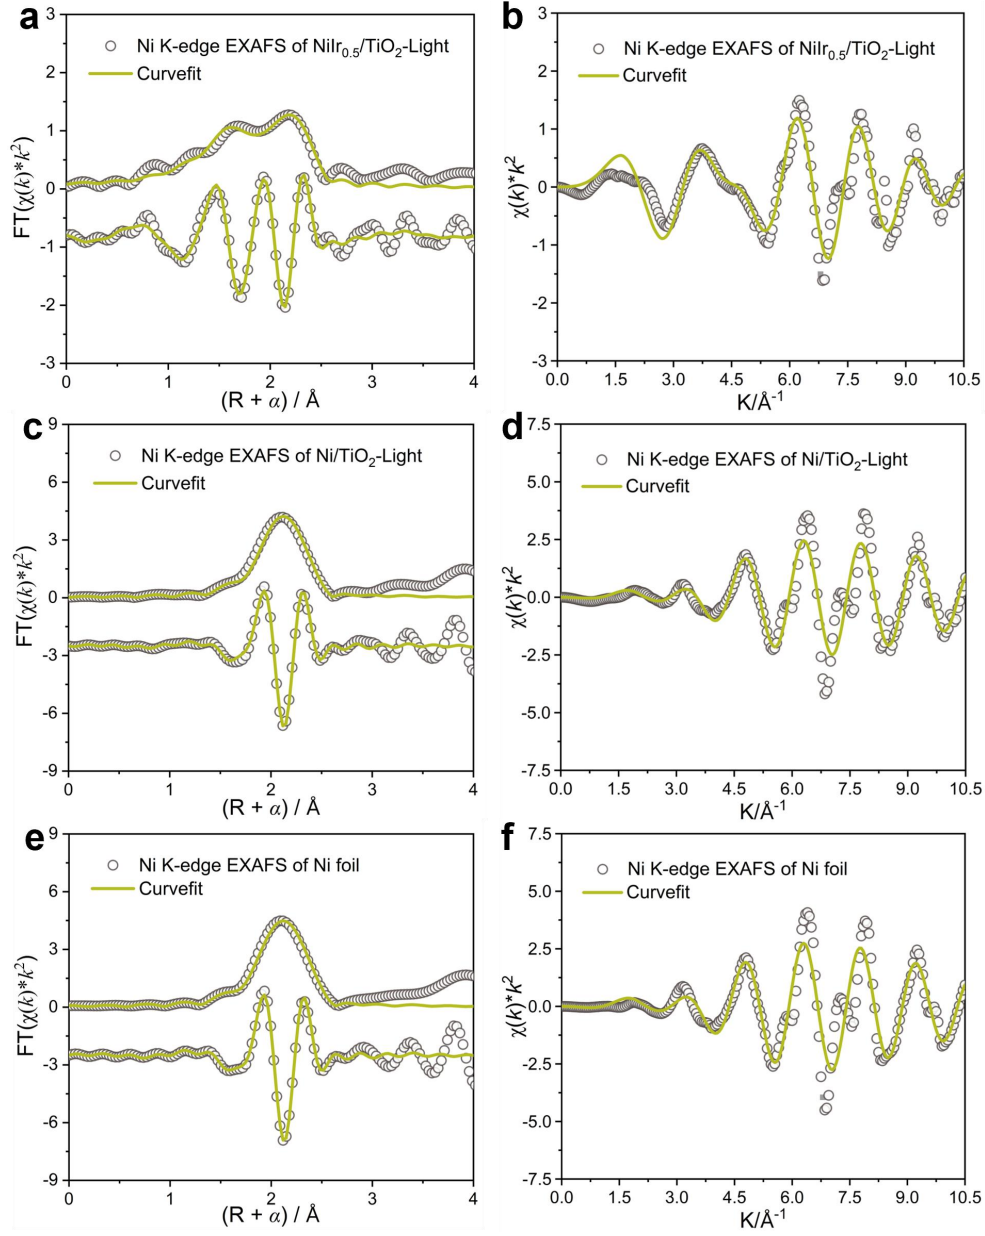 a
3
2
1
0
-1
-2
-3
FT(χ(k)*k²)
Ni K-edge EXAFS of NiIr₀.₅/TiO₂-Light
Curvefit
0 1 2 3 4
(R + α) / Å
b
3
2
1
0
-1
-2
-3
χ(k)*k²
Ni K-edge EXAFS of NiIr₀.₅/TiO₂-Light
Curvefit
0.0 1.5 3.0 4.5 6.0 7.5 9.0 10.5
K/Å⁻¹
c
9
6
3
0
-3
-6
-9
FT(χ(k)*k²)
Ni K-edge EXAFS of Ni/TiO₂-Light
Curvefit
0 1 2 3 4
(R + α) / Å
d
7.5
5.0
2.5
0.0
-2.5
-5.0
-7.5
χ(k)*k²
Ni K-edge EXAFS of Ni/TiO₂-Light
Curvefit
0.0 1.5 3.0 4.5 6.0 7.5 9.0 10.5
K/Å⁻¹
e
9
6
3
0
-3
-6
-9
FT(χ(k)*k²)
Ni K-edge EXAFS of Ni foil
Curvefit
0 1 2 3 4
(R + α) / Å
f
7.5
5.0
2.5
0.0
-2.5
-5.0
-7.5
χ(k)*k²
Ni K-edge EXAFS of Ni foil
Curvefit
0.0 1.5 3.0 4.5 6.0 7.5 9.0 10.5
K/Å⁻¹